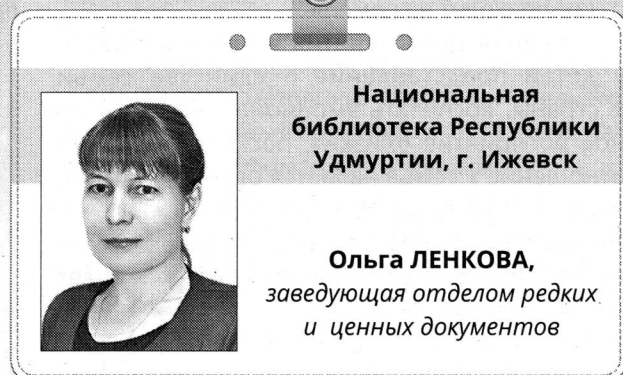 Национальная
библиотека Республики
Удмуртии, г. Ижевск
Ольга ЛЕНКОВА,
заведующая отделом редких
и ценных документов